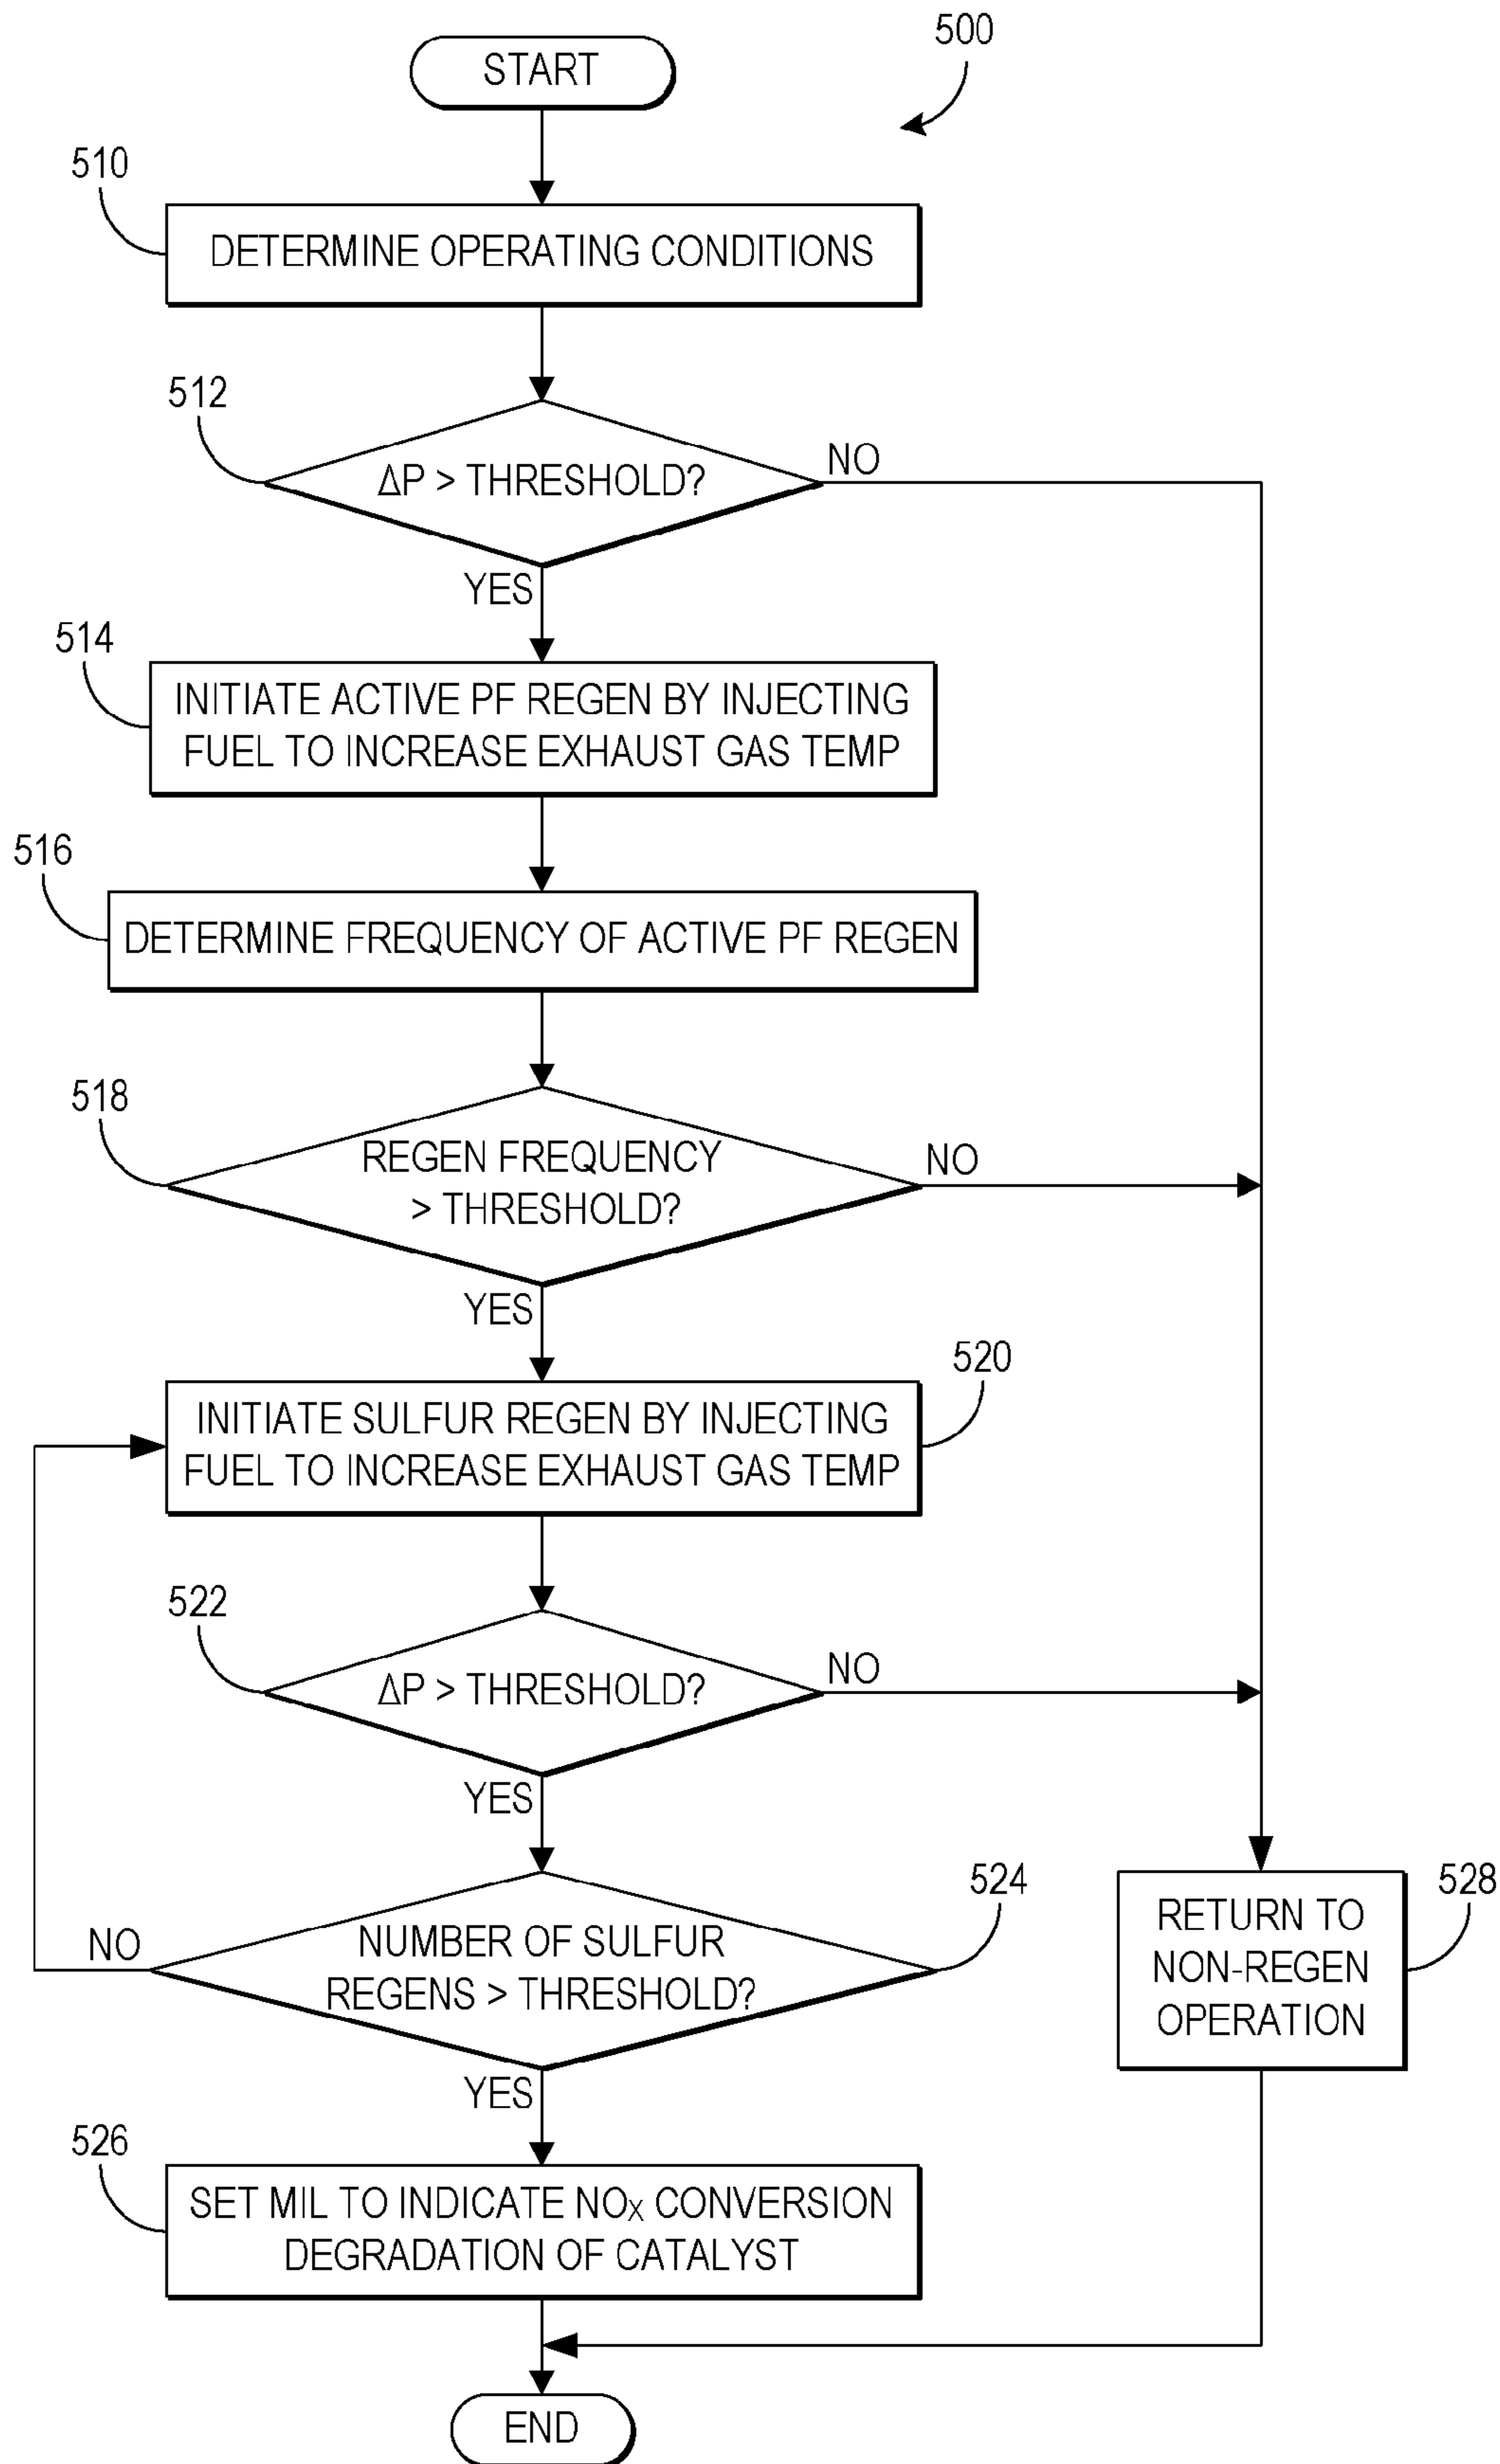 500
START
510
DETERMINE OPERATING CONDITIONS
512
ΔP > THRESHOLD?
NO
YES
514
INITIATE ACTIVE PF REGEN BY INJECTING
FUEL TO INCREASE EXHAUST GAS TEMP
516
DETERMINE FREQUENCY OF ACTIVE PF REGEN
518
REGEN FREQUENCY
> THRESHOLD?
NO
YES
520
INITIATE SULFUR REGEN BY INJECTING
FUEL TO INCREASE EXHAUST GAS TEMP
522
ΔP > THRESHOLD?
NO
YES
524
NUMBER OF SULFUR
REGENS > THRESHOLD?
NO
YES
528
RETURN TO
NON-REGEN
OPERATION
526
SET MIL TO INDICATE NOX CONVERSION
DEGRADATION OF CATALYST
END